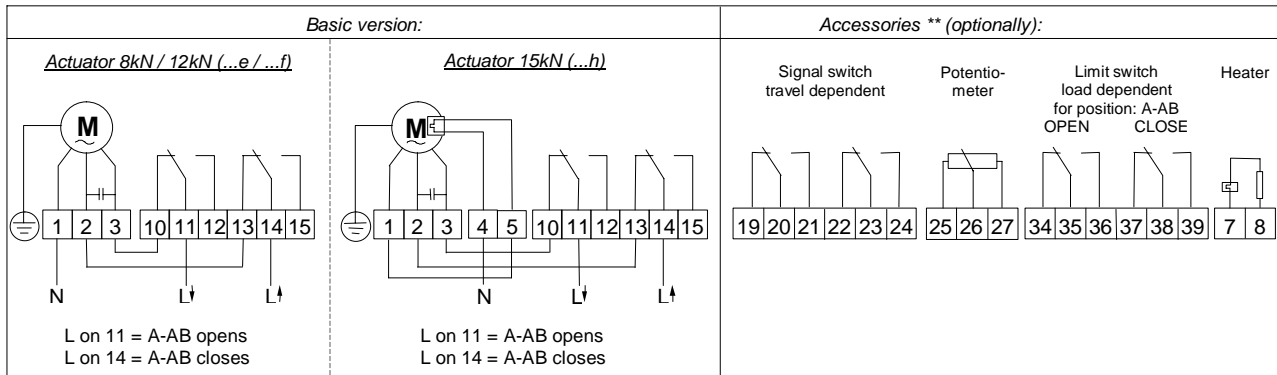 Basic version:
Accessories ** (optionally):
Actuator 8kN / 12kN (...e / ...f)
M
~
1 2 3 10 11 12 13 14 15
N L L
L on 11 = A-AB opens
L on 14 = A-AB closes
Actuator 15kN (...h)
M
~
1 2 3 4 5 10 11 12 13 14 15
N L L
L on 11 = A-AB opens
L on 14 = A-AB closes
Signal switch
travel dependent
19 20 21 22 23 24
Potentio-
meter
25 26 27
Limit switch
load dependent
for position: A-AB
OPEN CLOSE
34 35 36 37 38 39
Heater
7 8